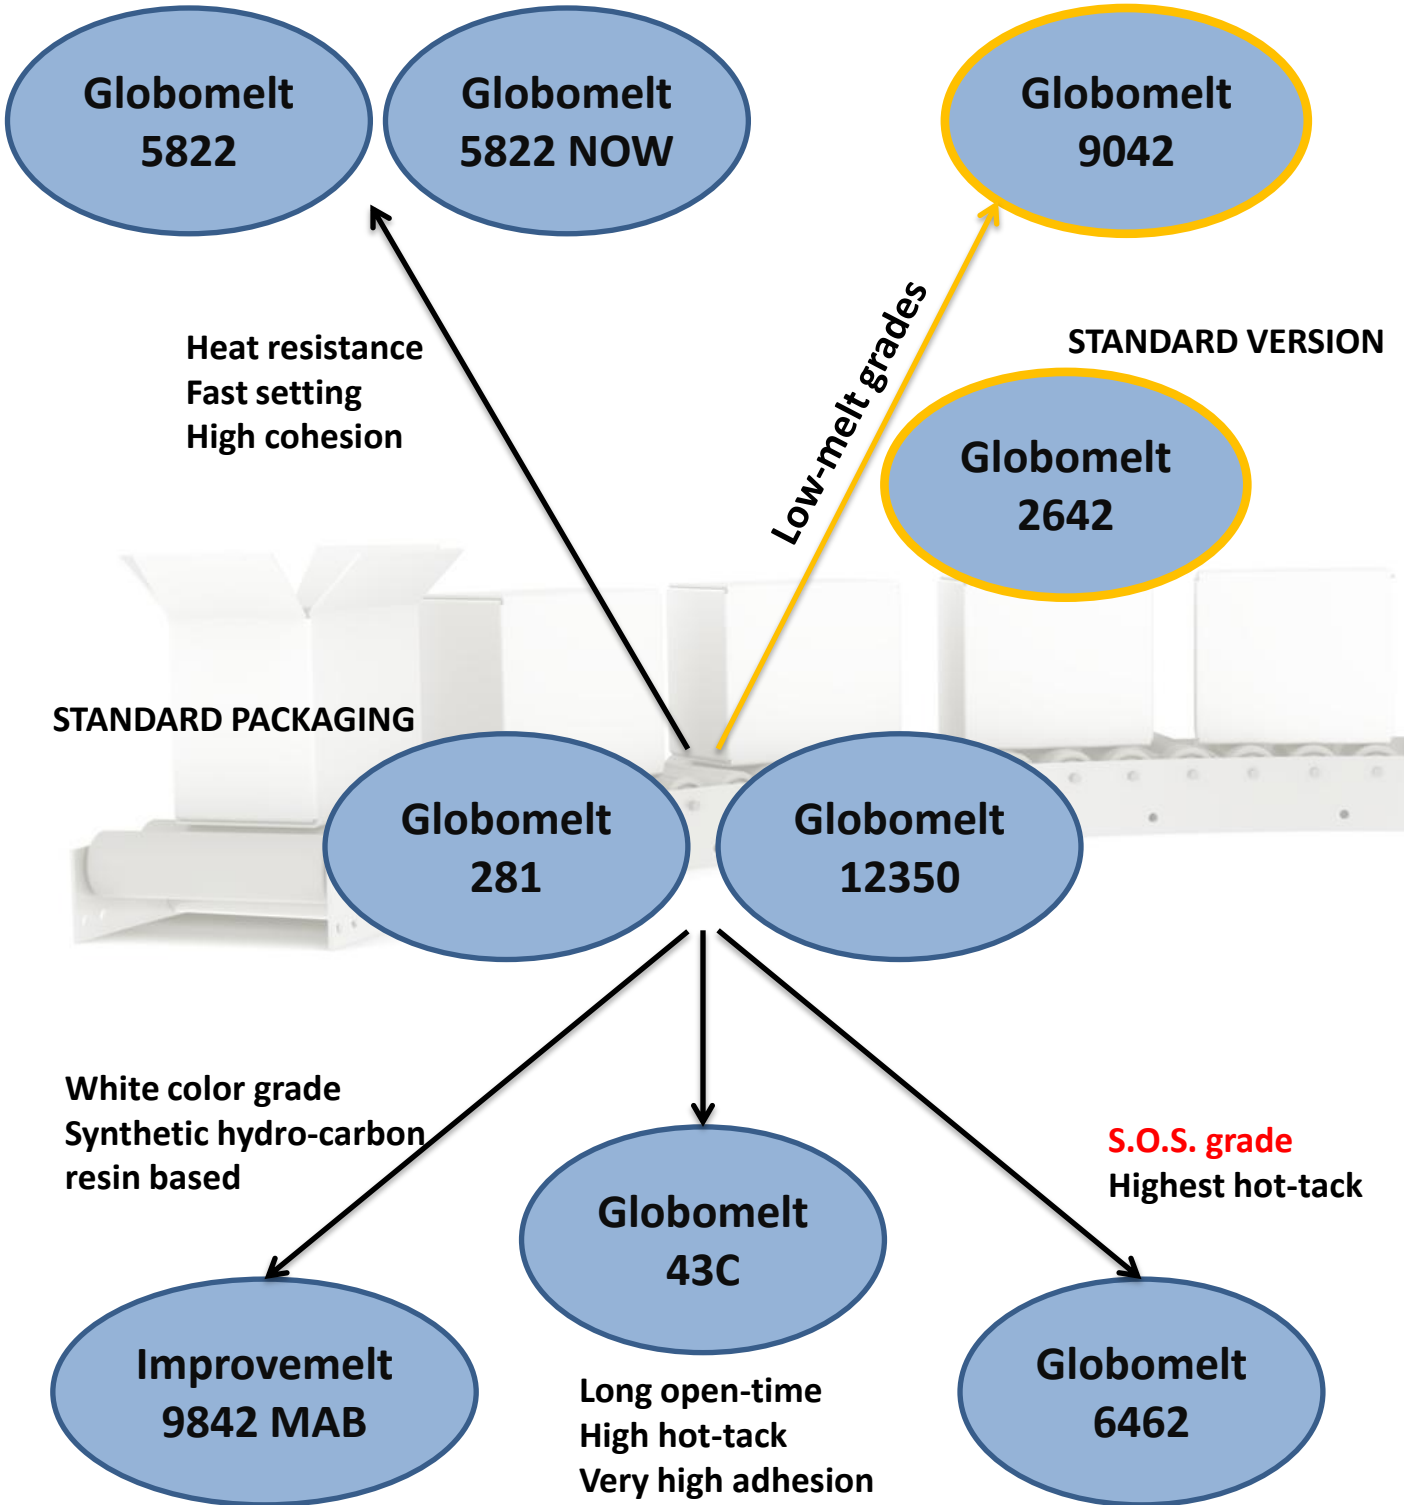 Globomelt
5822
Globomelt
5822 NOW
Globomelt
9042
Heat resistance
Fast setting
High cohesion
Low-melt grades
STANDARD VERSION
Globomelt
2642
STANDARD PACKAGING
Globomelt
281
Globomelt
12350
White color grade
Synthetic hydro-carbon
resin based
S.O.S. grade
Highest hot-tack
Globomelt
43C
Improvemelt
9842 MAB
Long open-time
High hot-tack
Very high adhesion
Globomelt
6462